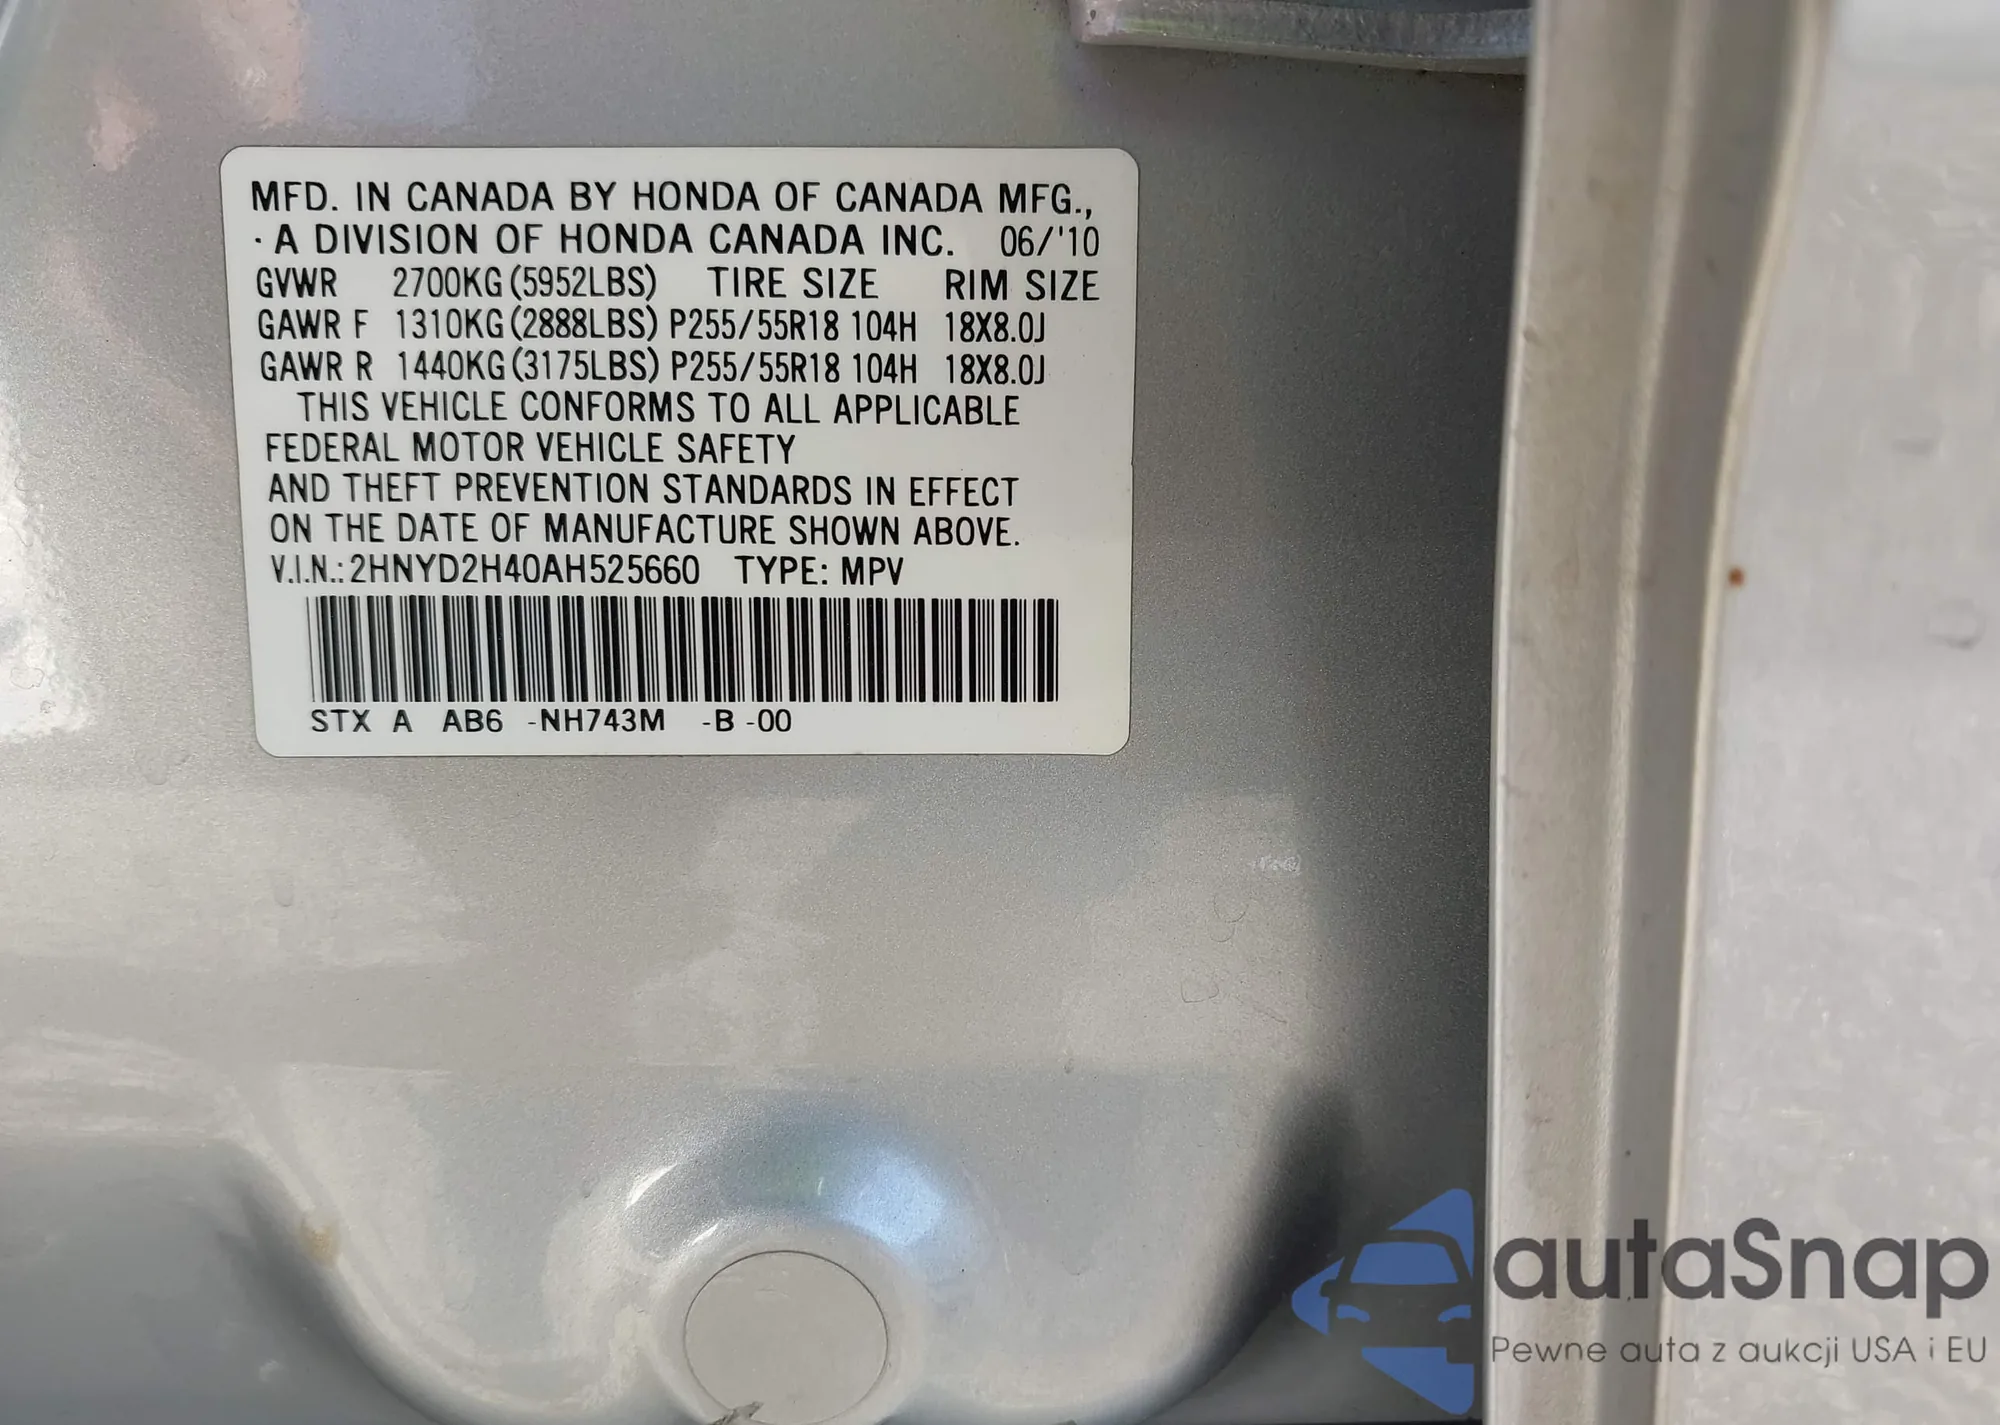 MFD. IN CANADA BY HONDA OF CANADA MFG.,
· A DIVISION OF HONDA CANADA INC. 06/'10
GVWR 2700KG (5952LBS) TIRE SIZE RIM SIZE
GAWR F 1310KG (2888LBS) P255/55R18 104H 18X8.0J
GAWR R 1440KG (3175LBS) P255/55R18 104H 18X8.0J
THIS VEHICLE CONFORMS TO ALL APPLICABLE
FEDERAL MOTOR VEHICLE SAFETY
AND THEFT PREVENTION STANDARDS IN EFFECT
ON THE DATE OF MANUFACTURE SHOWN ABOVE.
V.I.N.: 2HNYD2H40AH525660 TYPE: MPV
STX A AB6 -NH743M -B -00
autaSnap
Pewne auta z aukcji USA i EU